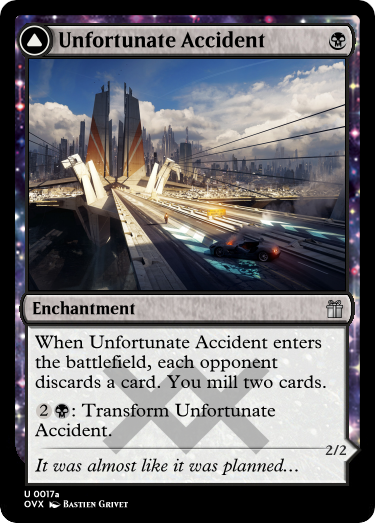 Unfortunate Accident
Enchantment
When Unfortunate Accident enters
the battlefield, each opponent
discards a card. You mill two cards.
2 : Transform Unfortunate
Accident.
2/2
It was almost like it was planned…
U 0017a
OVX Bastien Grivet